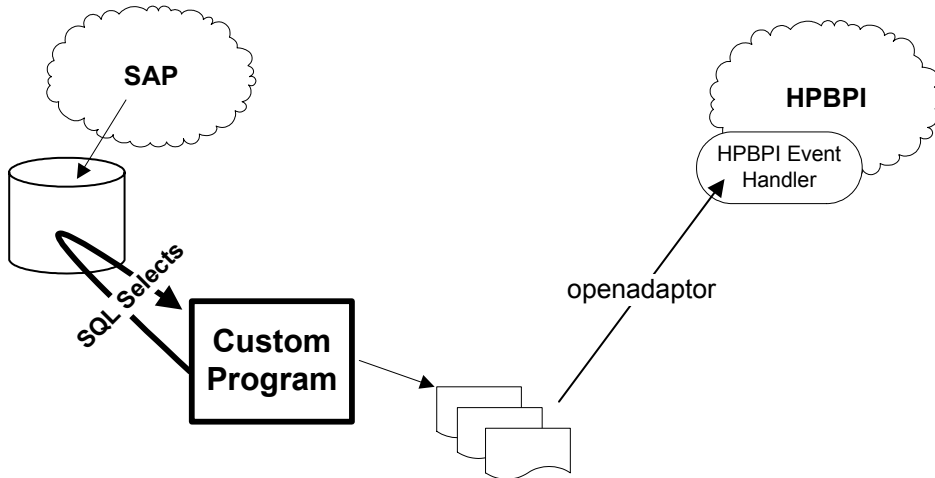 SAP
HPBPI
HPBPI Event
Handler
SQL Selects
openadaptor
Custom
Program